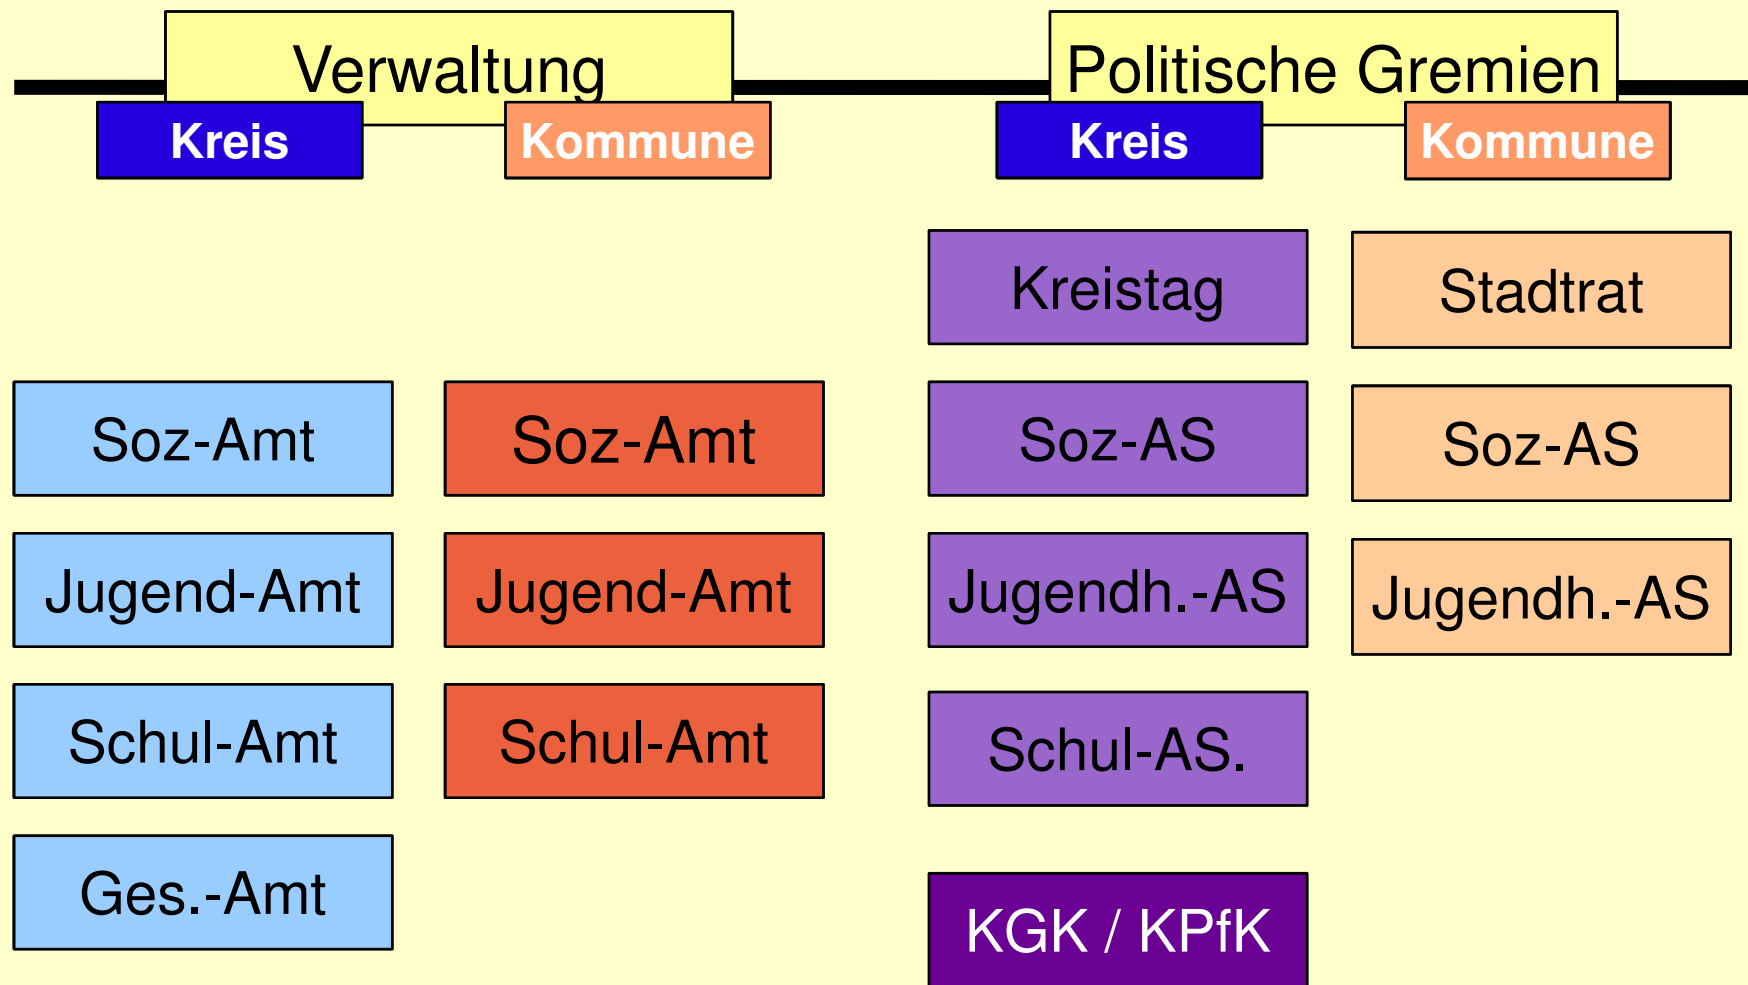 Verwaltung
Politische Gremien
Kreis
Kommune
Kreis
Kommune
Kreistag
Stadtrat
Soz-Amt
Soz-Amt
Soz-AS
Soz-AS
Jugend-Amt
Jugend-Amt
Jugendh.-AS
Jugendh.-AS
Schul-Amt
Schul-Amt
Schul-AS.
Ges.-Amt
KGK / KPfK